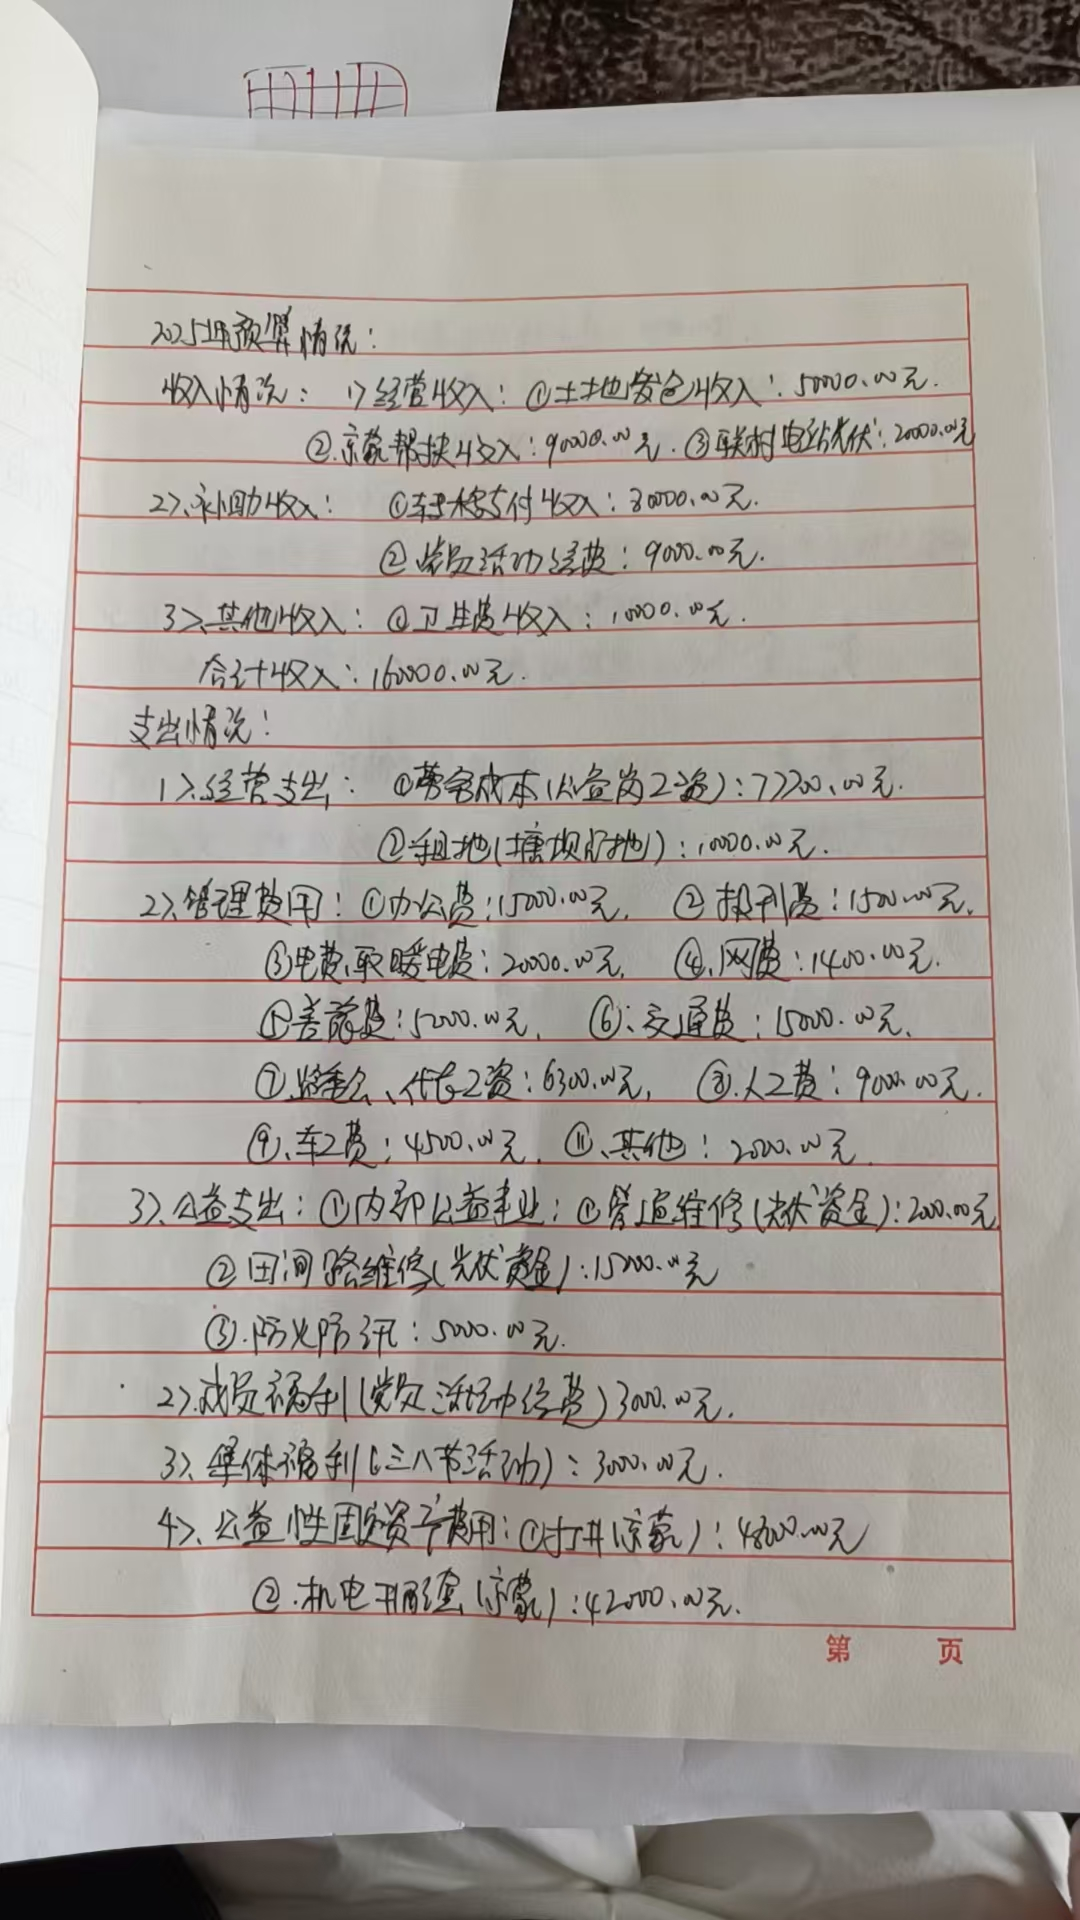 2025年预算情况：
收入情况： 1>经营收入：①土地发包收入：50000.00元.
②.京蒙帮扶收入：90000.00元. ③联村电站光伏：20000.00元
2>、补助收入： ①转移支付收入：30000.00元.
②党员活动经费：9000.00元.
3>、其他收入：①卫生费收入：10000.00元.
合计收入：160000.00元.
支出情况：
1>、经营支出： ①劳务成本(公益岗工资)：77200.00元.
②租地(塘坝占地)：10000.00元.
2>、管理费用：①办公费：15000.00元. ②报刊费：1500.00元.
③电费、取暖电费：20000.00元. ④、网费：1400.00元.
⑤差旅费：52000.00元. ⑥、交通费：15000.00元.
⑦监委会、代表工资：6300.00元. ⑧.人工费：9000.00元.
⑨、车工费：4500.00元. ⑪、其他：2000.00元.
3>、公益支出：①内部公益事业：①管道维修(光伏资金)：2000.00元
②田间路维修(光伏资金)：15000.00元
③.防火防汛：5000.00元.
2>.成员福利(党员活动经费)3000.00元.
3>、集体福利(三八节活动)：3000.00元.
4>、公益性固定资产费用：①打井(京蒙)：48000.00元
②.机电井配套(京蒙)：42000.00元.
第 页